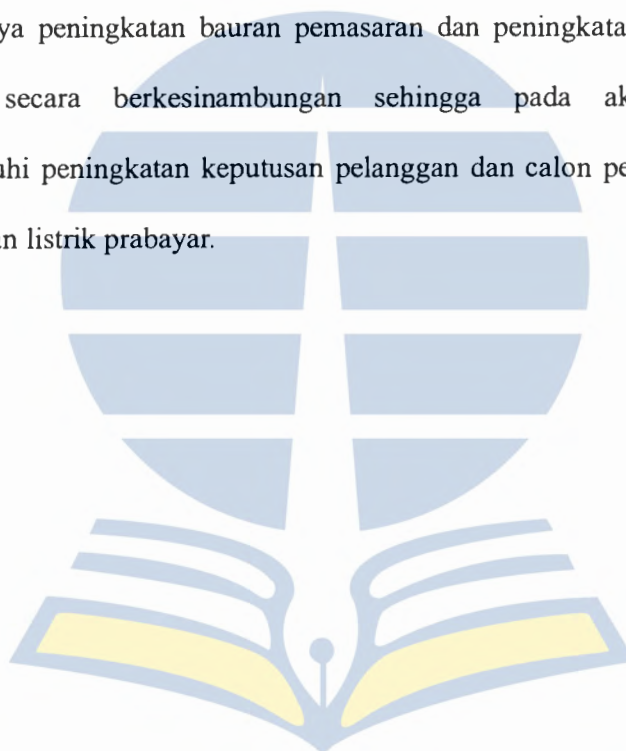 ya peningkatan bauran pemasaran dan peningkata
secara berkesinambungan sehingga pada ak
uhi peningkatan keputusan pelanggan dan calon pe
n listrik prabayar.